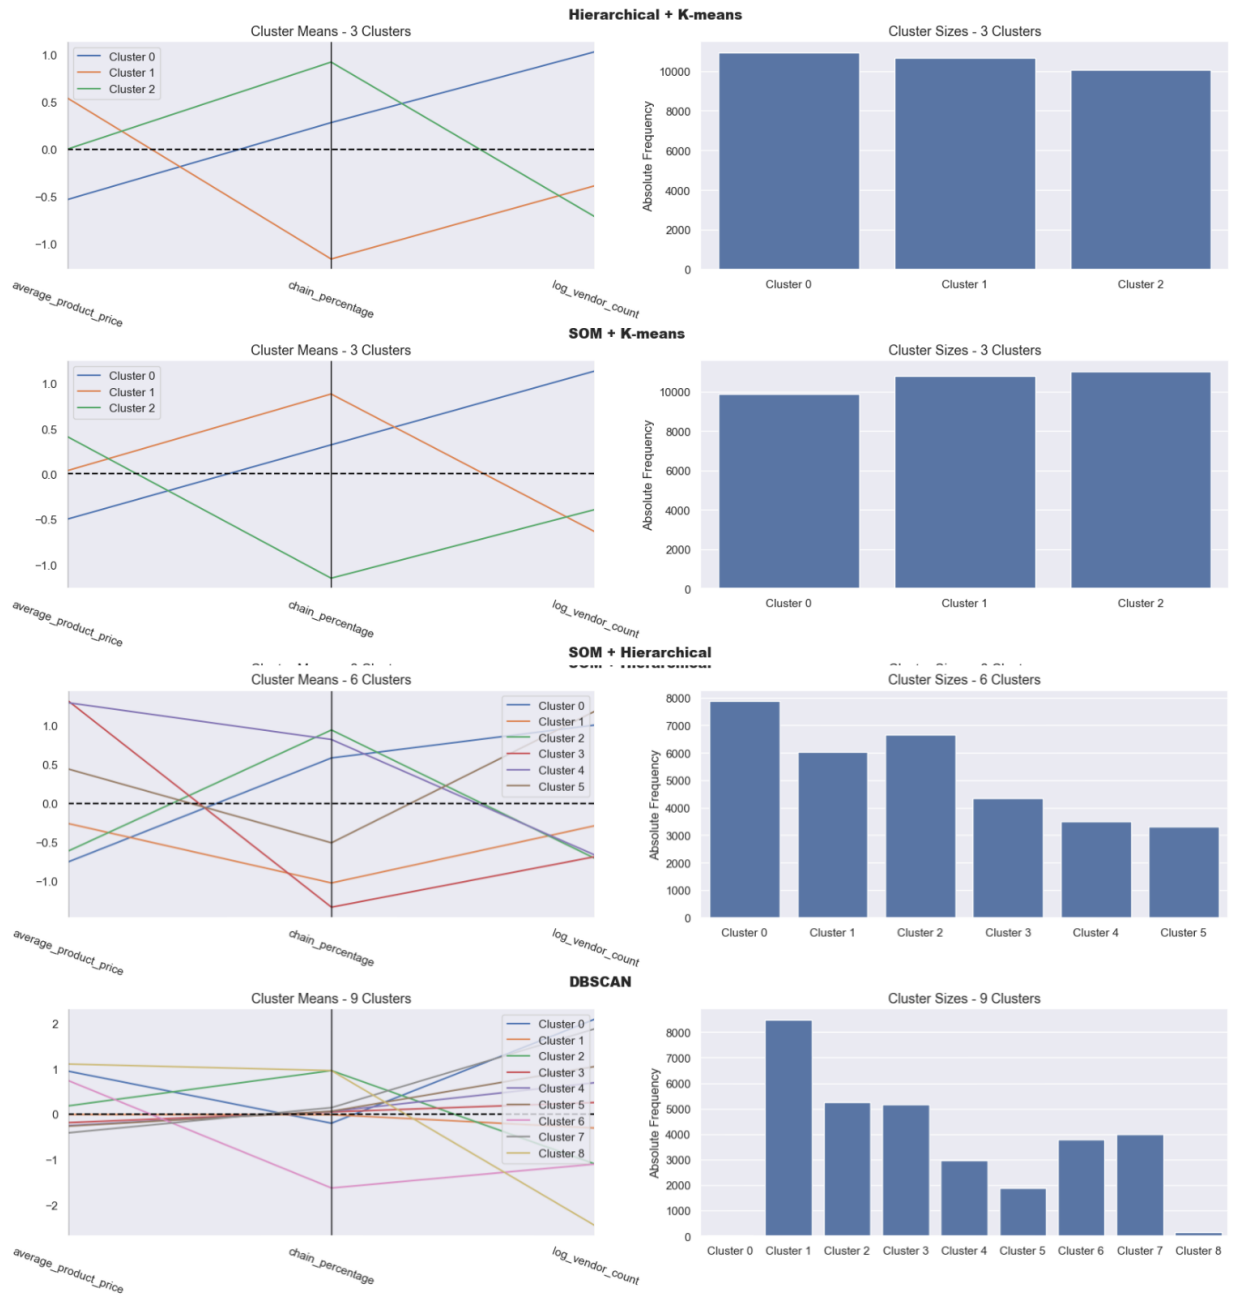 Hierarchical + K-means
Cluster Means - 3 Clusters
Cluster 0
Cluster 1
Cluster 2
1.0
0.5
0.0
−0.5
−1.0
average_product_price
chain_percentage
log_vendor_count
Cluster Sizes - 3 Clusters
Absolute Frequency
10000
8000
6000
4000
2000
0
Cluster 0
Cluster 1
Cluster 2
SOM + K-means
Cluster Means - 3 Clusters
Cluster 0
Cluster 1
Cluster 2
1.0
0.5
0.0
−0.5
−1.0
average_product_price
chain_percentage
log_vendor_count
Cluster Sizes - 3 Clusters
Absolute Frequency
10000
8000
6000
4000
2000
0
Cluster 0
Cluster 1
Cluster 2
SOM + Hierarchical
Cluster Means - 6 Clusters
Cluster 0
Cluster 1
Cluster 2
Cluster 3
Cluster 4
Cluster 5
1.0
0.5
0.0
−0.5
−1.0
average_product_price
chain_percentage
log_vendor_count
Cluster Sizes - 6 Clusters
Absolute Frequency
8000
7000
6000
5000
4000
3000
2000
1000
0
Cluster 0
Cluster 1
Cluster 2
Cluster 3
Cluster 4
Cluster 5
DBSCAN
Cluster Means - 9 Clusters
Cluster 0
Cluster 1
Cluster 2
Cluster 3
Cluster 4
Cluster 5
Cluster 6
Cluster 7
Cluster 8
2
1
0
−1
−2
average_product_price
chain_percentage
log_vendor_count
Cluster Sizes - 9 Clusters
Absolute Frequency
8000
7000
6000
5000
4000
3000
2000
1000
0
Cluster 0
Cluster 1
Cluster 2
Cluster 3
Cluster 4
Cluster 5
Cluster 6
Cluster 7
Cluster 8